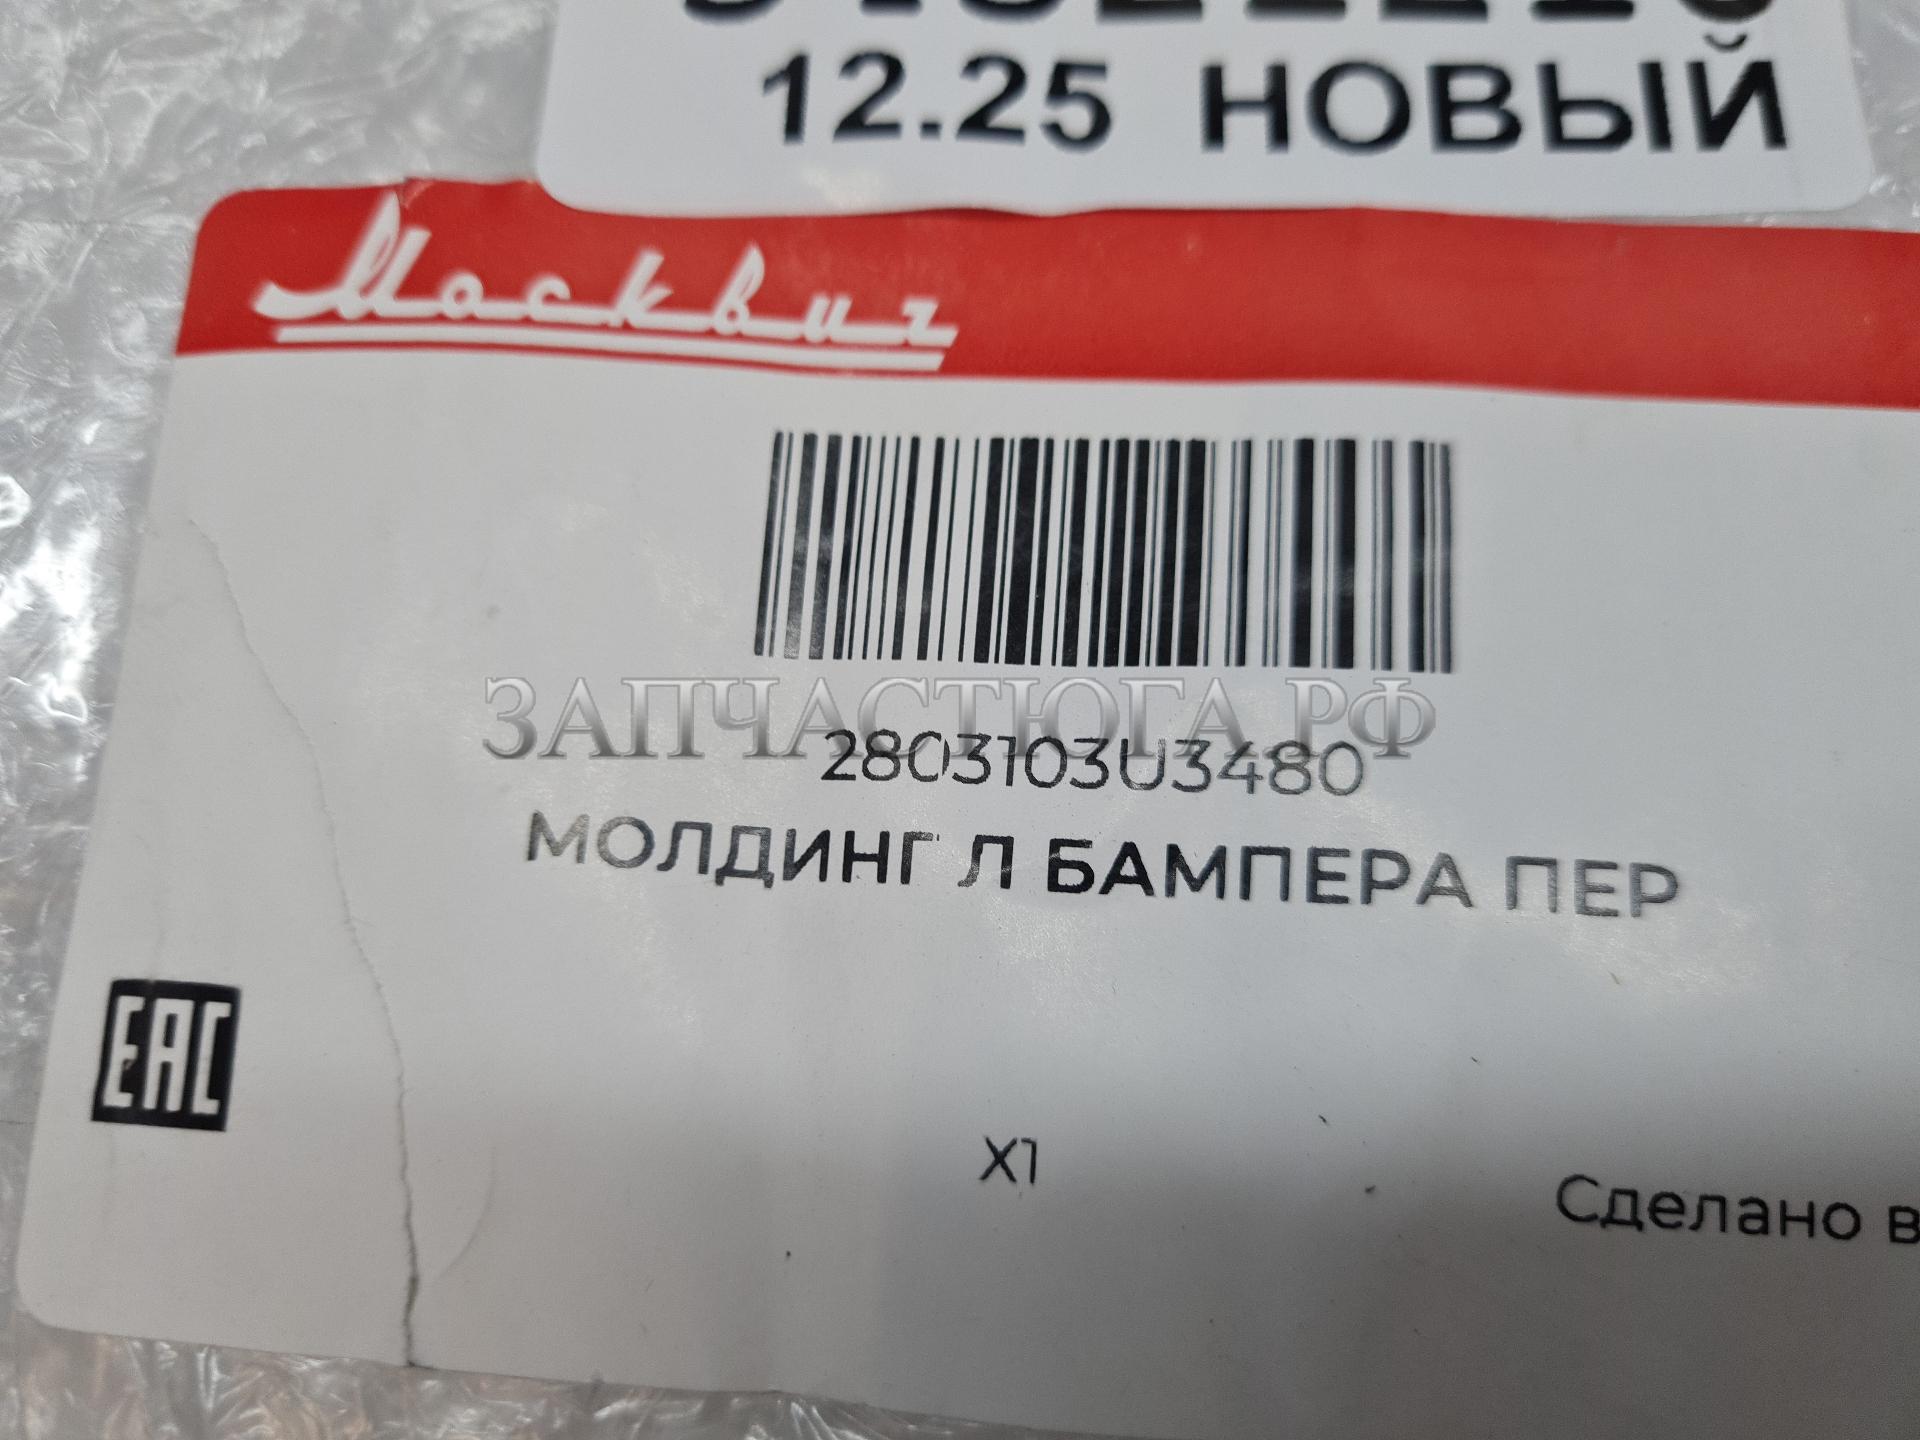 12.25 НОВЫЙ
Москвич
ЗАПЧАСТЮГА.РФ
2803103U3480
МОЛДИНГ Л БАМПЕРА ПЕР
EAC
X1
Сделано в